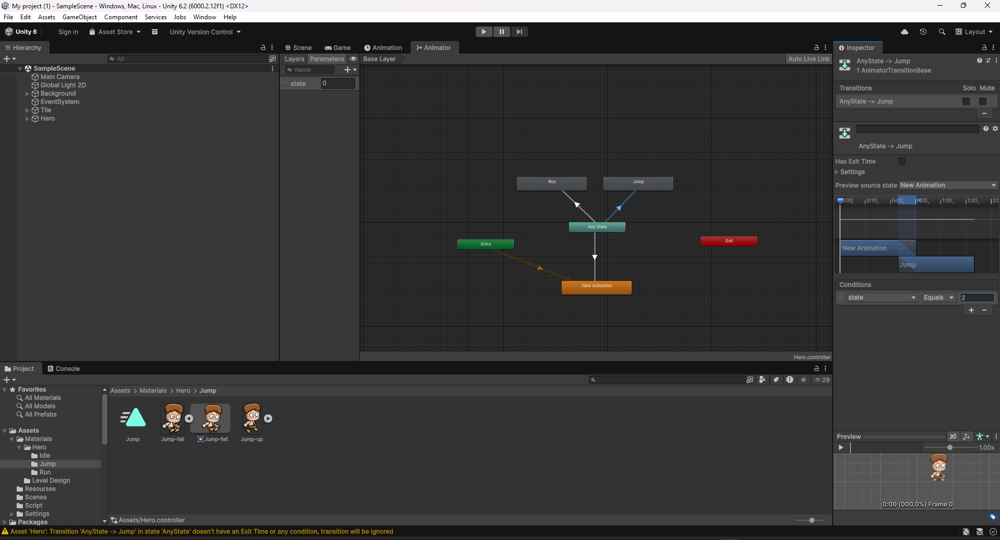 My project (1) - SampleScene - Windows, Mac, Linux - Unity 6.2 (6000.2.12f1) <DX12>
File Edit Assets GameObject Component Services Jobs Window Help
Unity 6 Sign in Asset Store Unity Version Control Layout
Hierarchy
All
SampleScene
Main Camera
Global Light 2D
Background
EventSystem
Tile
Hero
Scene Game Animation Animator
Layers Parameters Base Layer Auto Live Link
Name
state 0
Run
Jump
Any State
Entry
Exit
New Animation
Hero.controller
Inspector
AnyState -> Jump
1 AnimatorTransitionBase
Transitions Solo Mute
AnyState -> Jump
AnyState -> Jump
Has Exit Time
Settings
Preview source state New Animation
0:10 1:10 1:20
New Animation
Jump
Conditions
state Equals 2
Preview
2D
1.00x
0:00 (000,0%) Frame 0
Project Console
29
Favorites
All Materials
All Models
All Prefabs
Assets
Materials
Hero
Idle
Jump
Run
Level Design
Resourses
Scenes
Script
Settings
Packages
Assets > Materials > Hero > Jump
Jump Jump-fall Jump-fall Jump-up
Assets/Hero.controller
Asset 'Hero': Transition 'AnyState -> Jump' in state 'AnyState' doesn't have an Exit Time or any condition, transition will be ignored